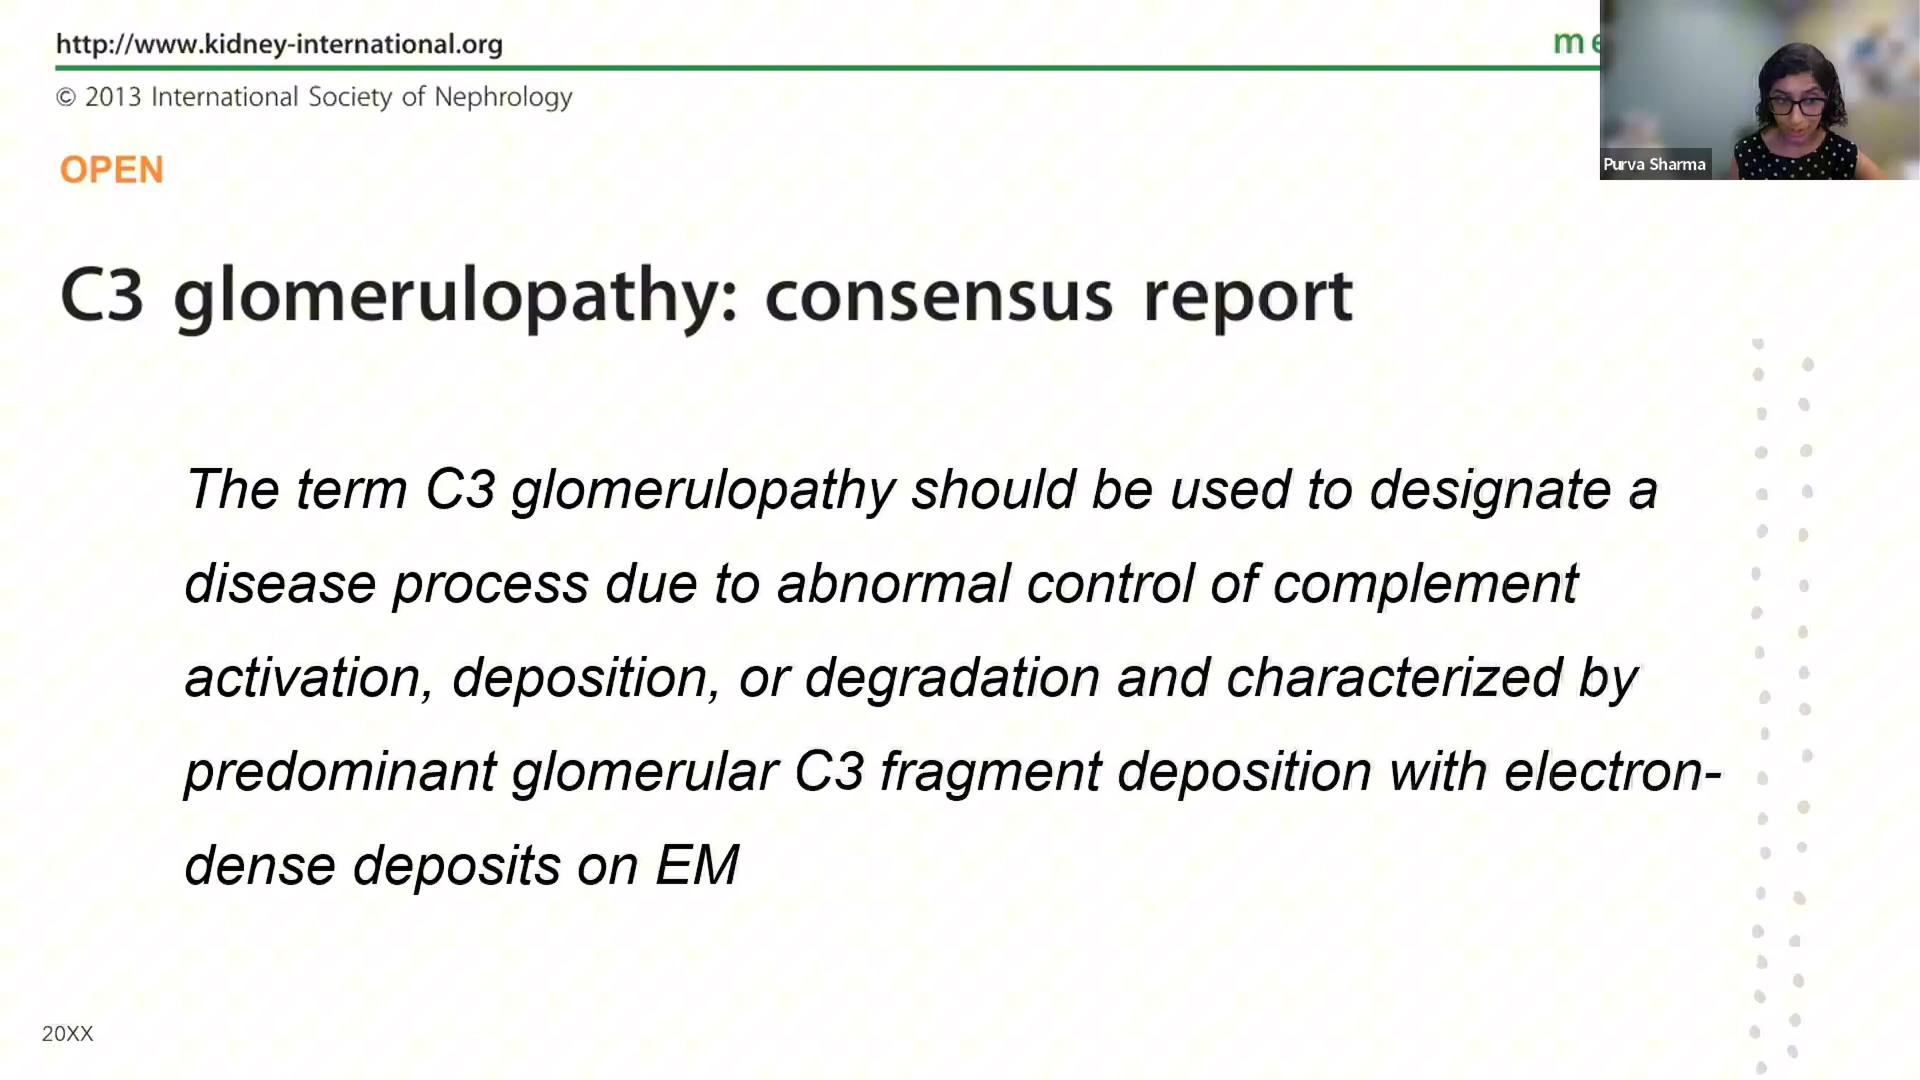 http://www.kidney-international.org
© 2013 International Society of Nephrology
OPEN
Purva Sharma
C3 glomerulopathy: consensus report
The term C3 glomerulopathy should be used to designate a
disease process due to abnormal control of complement
activation, deposition, or degradation and characterized by
predominant glomerular C3 fragment deposition with electron-
dense deposits on EM
20XX